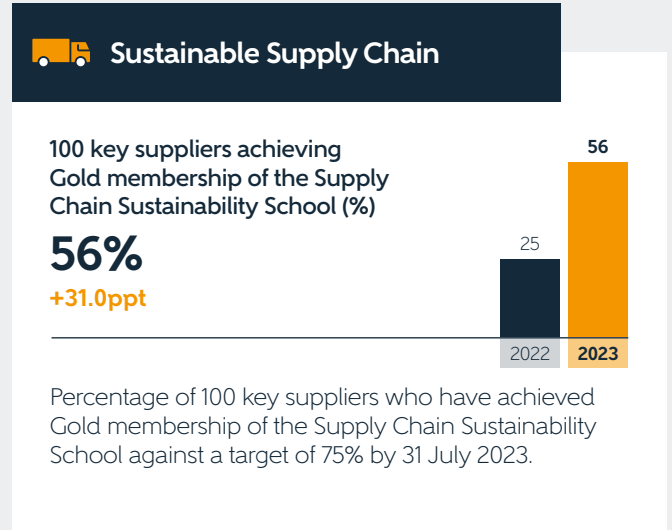 Sustainable Supply Chain
100 key suppliers achieving
Gold membership of the Supply
Chain Sustainability School (%)
56%
+31.0ppt
56
25
2022
2023
Percentage of 100 key suppliers who have achieved
Gold membership of the Supply Chain Sustainability
School against a target of 75% by 31 July 2023.